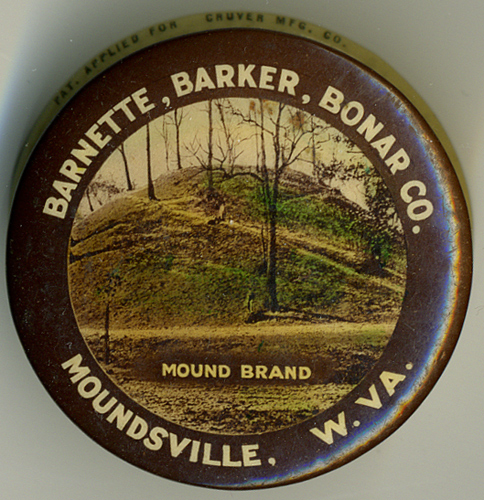 PAT. APPLIED FOR CRUVER MFG. CO.
BARNETTE, BARKER, BONAR CO.
MOUND BRAND
MOUNDSVILLE, W. VA.